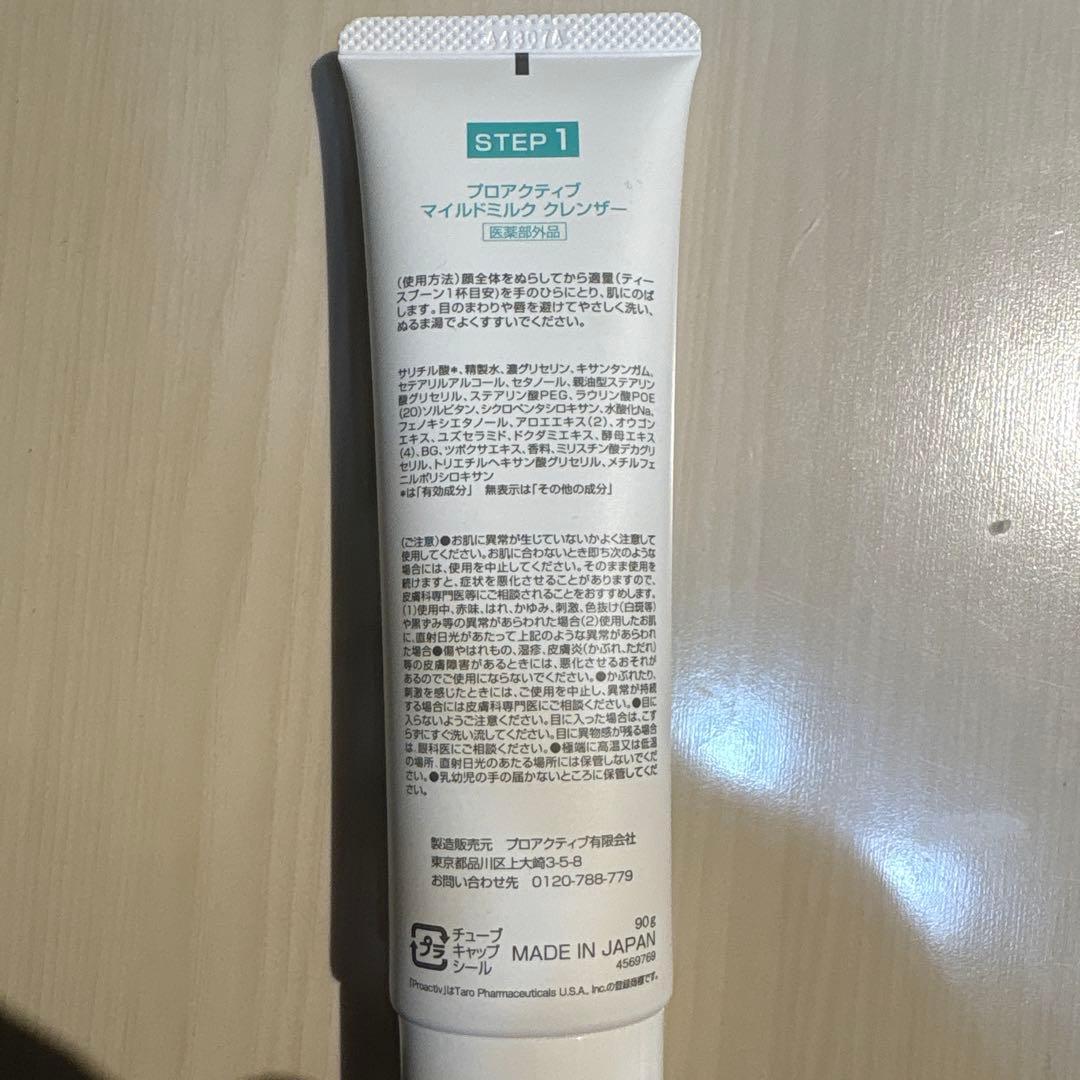 A4307A
STEP 1
プロアクティブ
マイルドミルク クレンザー
医薬部外品
(使用方法)顔全体をぬらしてから適量(ティー
スプーン1杯目安)を手のひらにとり、肌にのば
します。目のまわりや唇を避けてやさしく洗い、
ぬるま湯でよくすすいでください。
サリチル酸*、精製水、濃グリセリン、キサンタンガム、
セテアリルアルコール、セタノール、親油型ステアリン
酸グリセリル、ステアリン酸PEG、ラウリン酸POE
(20)ソルビタン、シクロペンタシロキサン、水酸化Na、
フェノキシエタノール、アロエエキス(2)、オウゴン
エキス、ユズセラミド、ドクダミエキス、酵母エキス
(4)、BG、ツボクサエキス、香料、ミリスチン酸デカグリ
セリル、トリエチルヘキサン酸グリセリル、メチルフェ
ニルポリシロキサン
*は「有効成分」 無表示は「その他の成分」
(ご注意)●お肌に異常が生じていないかよく注意して
使用してください。お肌に合わないとき即ち次のような
場合には、使用を中止してください。そのまま使用を
続けますと、症状を悪化させることがありますので、
皮膚科専門医等にご相談されることをおすすめします。
(1)使用中、赤味、はれ、かゆみ、刺激、色抜け(白斑等)
や黒ずみ等の異常があらわれた場合(2)使用したお肌
に、直射日光があたって上記のような異常があらわれ
た場合●傷やはれもの、湿疹、皮膚炎(かぶれ、ただれ)
等の皮膚障害があるときには、悪化させるおそれが
あるのでご使用にならないでください。●かぶれたり、
刺激を感じたときには、ご使用を中止し、異常が持続
する場合には皮膚科専門医にご相談ください。●目に
入らないようご注意ください。目に入った場合は、こす
らずにすぐ洗い流してください。目に異物感が残る場合
は、眼科医にご相談ください。●極端に高温又は低温
の場所、直射日光のあたる場所には保管しないでくだ
さい。●乳幼児の手の届かないところに保管してくだ
さい。
製造販売元 プロアクティブ有限会社
東京都品川区上大崎3-5-8
お問い合わせ先 0120-788-779
プラ
チューブ
キャップ
シール
90g
MADE IN JAPAN
4569769
「Proactiv」はTaro Pharmaceuticals U.S.A., Inc.の登録商標です。